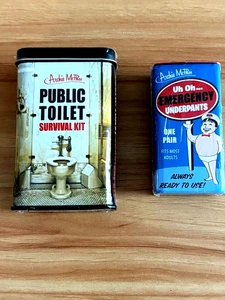 Archie McPhee
PUBLIC
TOILET
SURVIVAL KIT
Archie McPhee
Uh Oh...
EMERGENCY
UNDERPANTS
ONE
PAIR
FITS MOST
ADULTS
ALWAYS
READY TO USE!